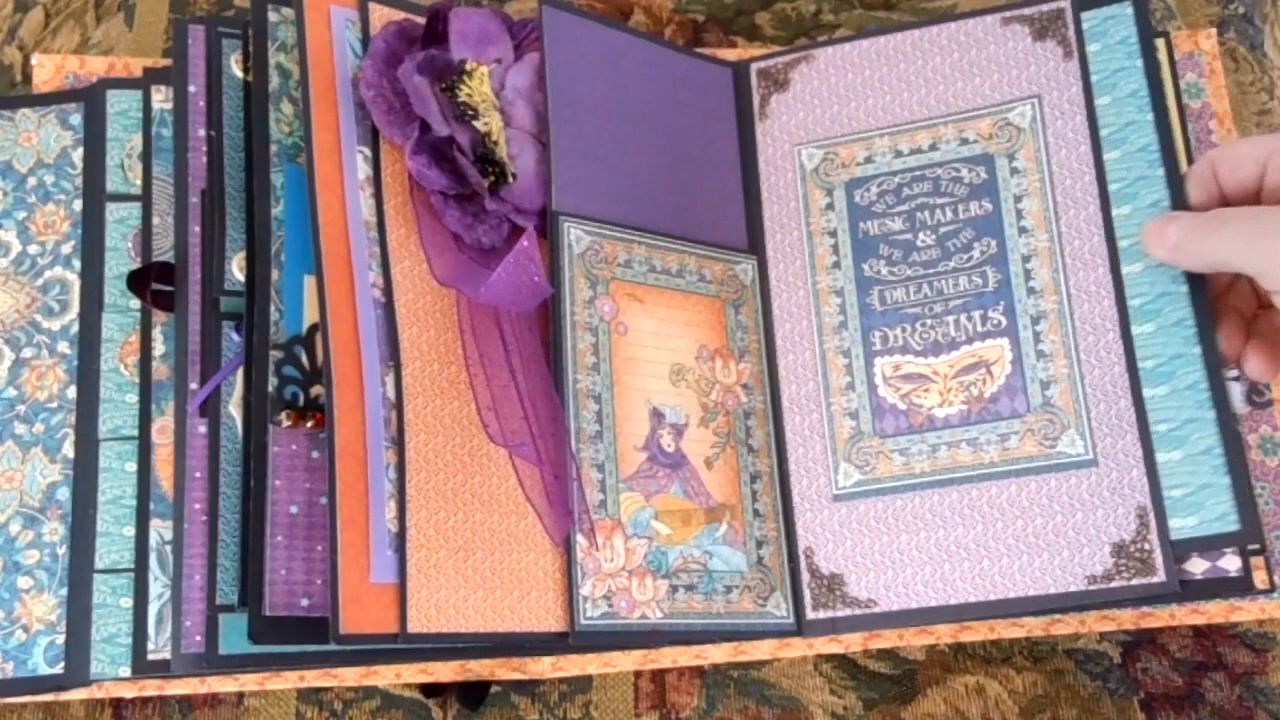 WE ARE THE
MUSIC MAKERS
&
WE ARE THE
DREAMERS
OF
DREAMS